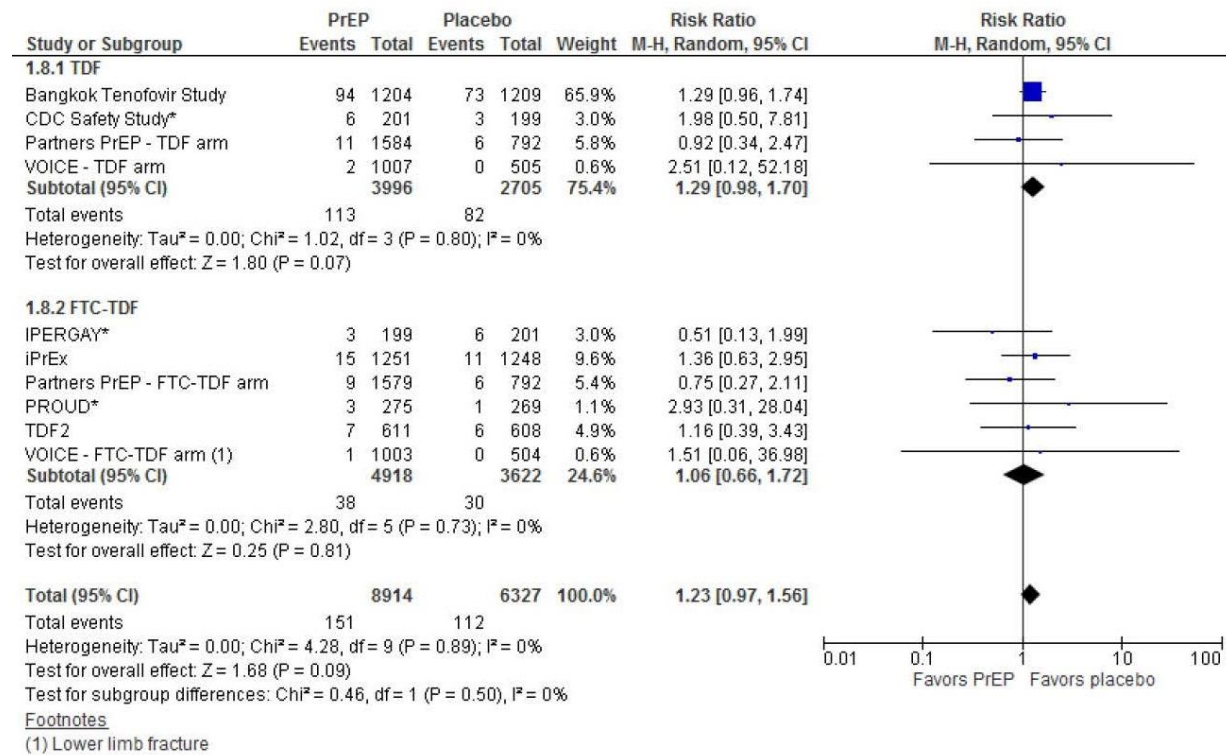 PrEP Placebo Risk Ratio Risk Ratio
Study or Subgroup Events Total Events Total Weight M-H, Random, 95% CI M-H, Random, 95% CI
1.8.1 TDF
Bangkok Tenofovir Study 94 1204 73 1209 65.9% 1.29 [0.96, 1.74]
CDC Safety Study* 6 201 3 199 3.0% 1.98 [0.50, 7.81]
Partners PrEP - TDF arm 11 1584 6 792 5.8% 0.92 [0.34, 2.47]
VOICE - TDF arm 2 1007 0 505 0.6% 2.51 [0.12, 52.18]
Subtotal (95% CI) 3996 2705 75.4% 1.29 [0.98, 1.70]
Total events 113 82
Heterogeneity: Tau² = 0.00; Chi² = 1.02, df = 3 (P = 0.80); I² = 0%
Test for overall effect: Z = 1.80 (P = 0.07)
1.8.2 FTC-TDF
IPERGAY* 3 199 6 201 3.0% 0.51 [0.13, 1.99]
iPrEx 15 1251 11 1248 9.6% 1.36 [0.63, 2.95]
Partners PrEP - FTC-TDF arm 9 1579 6 792 5.4% 0.75 [0.27, 2.11]
PROUD* 3 275 1 269 1.1% 2.93 [0.31, 28.04]
TDF2 7 611 6 608 4.9% 1.16 [0.39, 3.43]
VOICE - FTC-TDF arm (1) 1 1003 0 504 0.6% 1.51 [0.06, 36.98]
Subtotal (95% CI) 4918 3622 24.6% 1.06 [0.66, 1.72]
Total events 38 30
Heterogeneity: Tau² = 0.00; Chi² = 2.80, df = 5 (P = 0.73); I² = 0%
Test for overall effect: Z = 0.25 (P = 0.81)
Total (95% CI) 8914 6327 100.0% 1.23 [0.97, 1.56]
Total events 151 112
Heterogeneity: Tau² = 0.00; Chi² = 4.28, df = 9 (P = 0.89); I² = 0%
Test for overall effect: Z = 1.68 (P = 0.09)
Test for subgroup differences: Chi² = 0.46, df = 1 (P = 0.50), I² = 0%
0.01 0.1 1 10 100
Favors PrEP Favors placebo
Footnotes
(1) Lower limb fracture